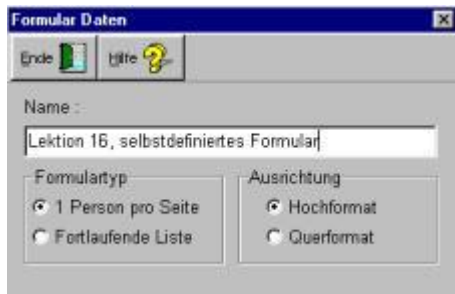 Formular Daten
Ende Hilfe
Name :
Lektion 16, selbstdefiniertes Formular
Formulartyp Ausrichtung
1 Person pro Seite Hochformat
Fortlaufende Liste Querformat